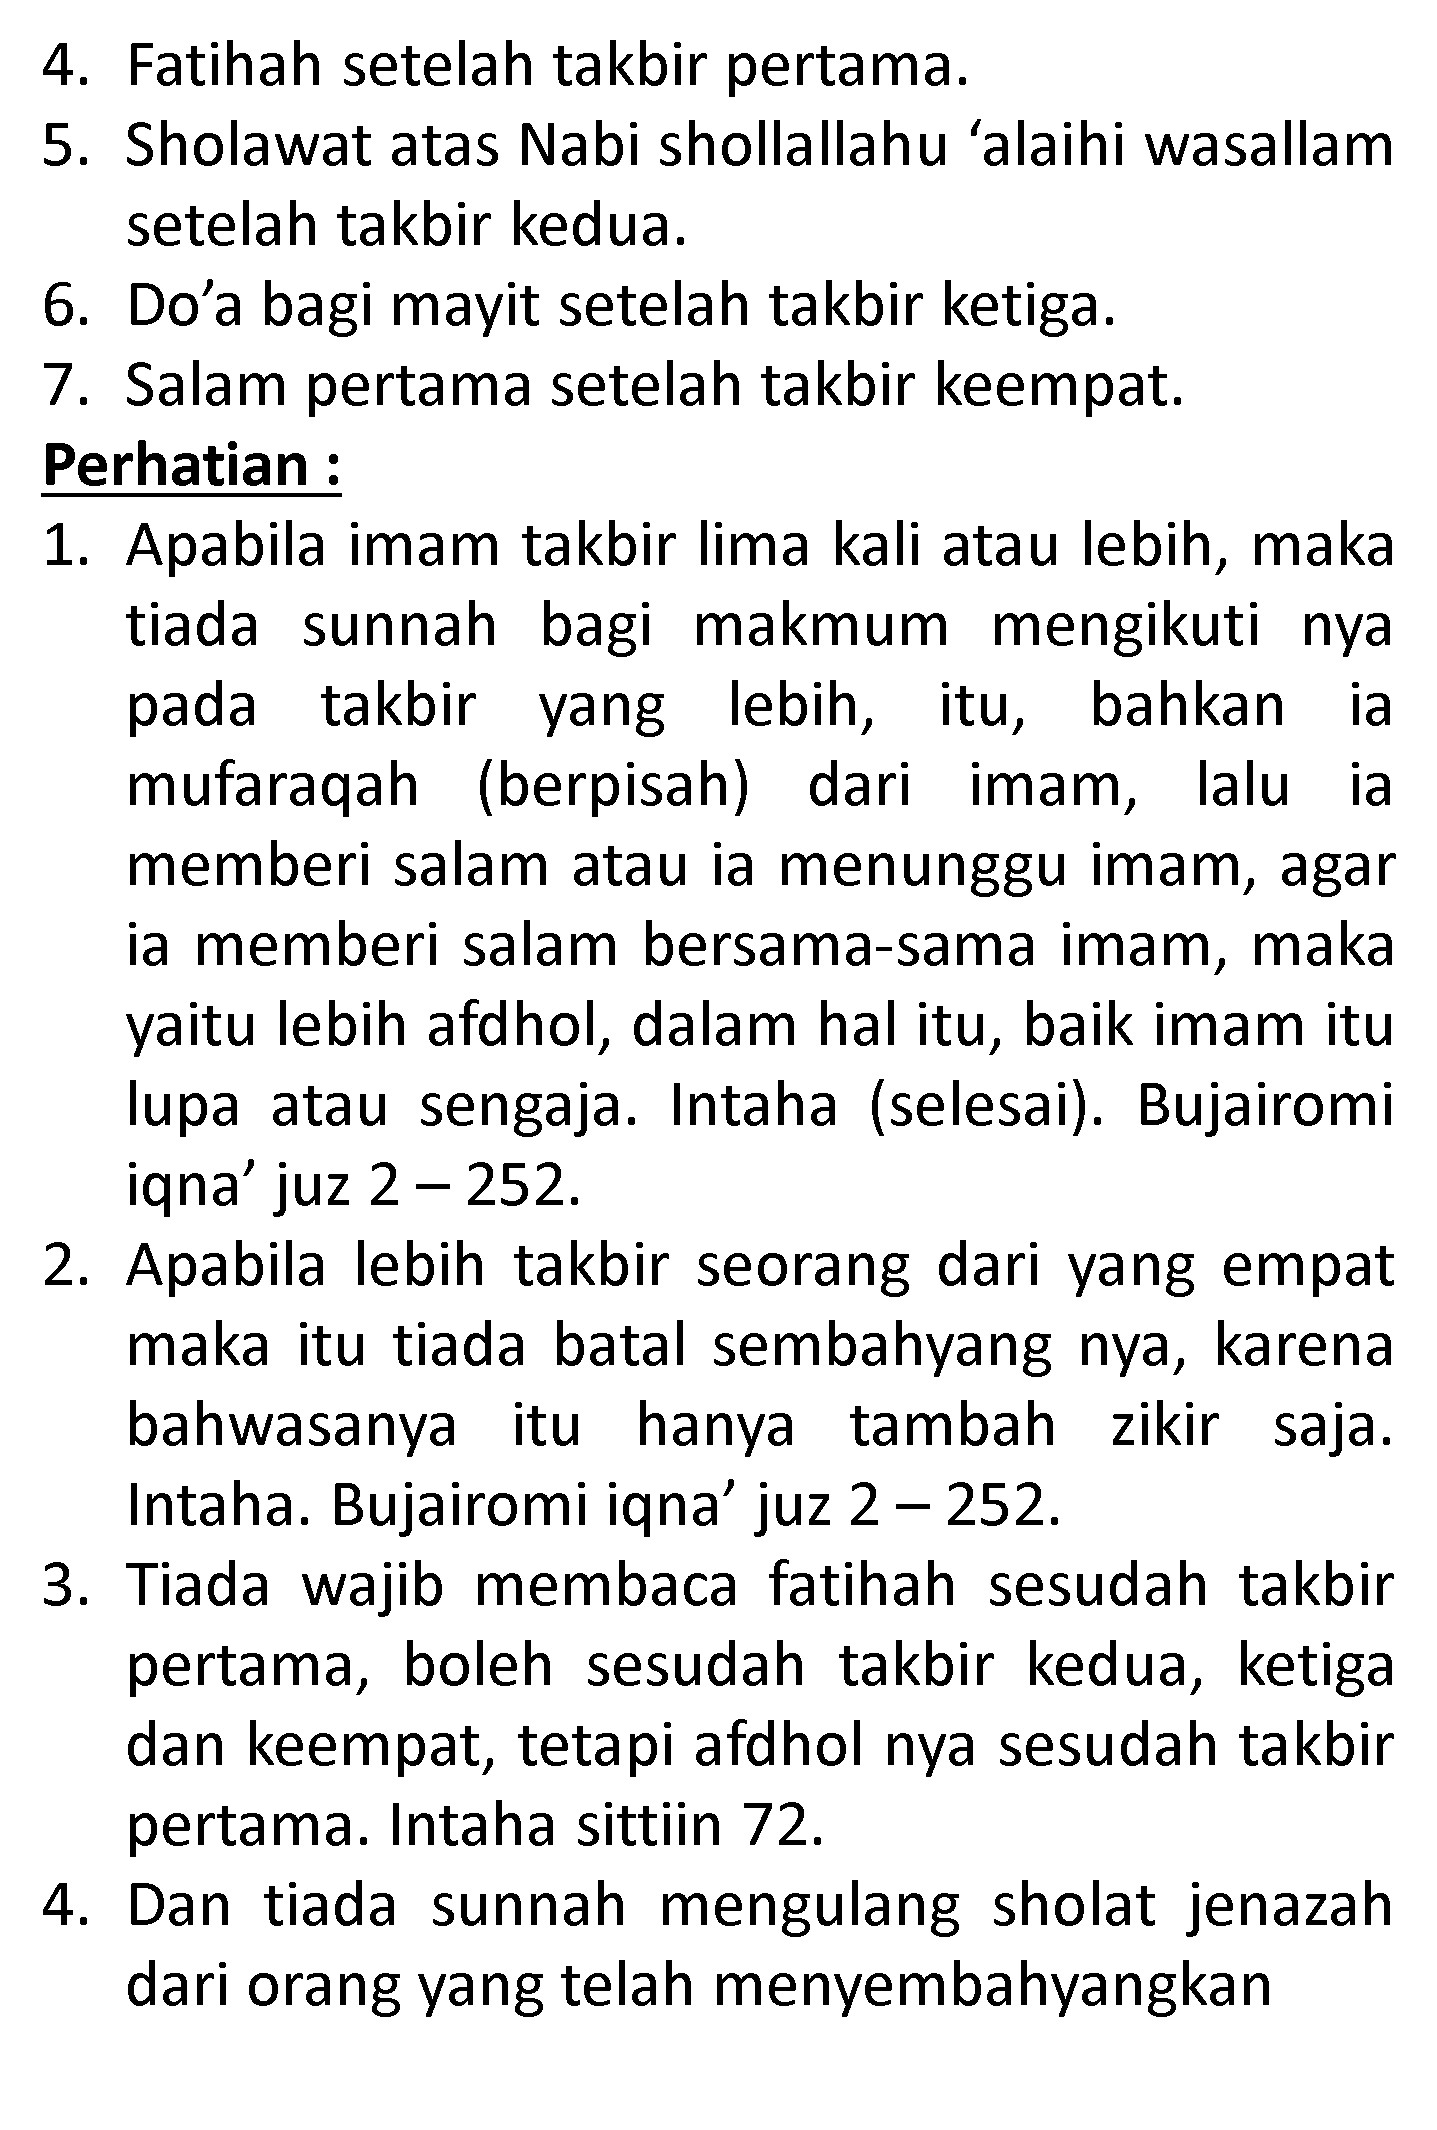 4. Fatihah setelah takbir pertama.
5. Sholawat atas Nabi shollallahu ‘alaihi wasallam
setelah takbir kedua.
6. Do’a bagi mayit setelah takbir ketiga.
7. Salam pertama setelah takbir keempat.
Perhatian :
1. Apabila imam takbir lima kali atau lebih, maka
tiada sunnah bagi makmum mengikuti nya
pada takbir yang lebih, itu, bahkan ia
mufaraqah (berpisah) dari imam, lalu ia
memberi salam atau ia menunggu imam, agar
ia memberi salam bersama-sama imam, maka
yaitu lebih afdhol, dalam hal itu, baik imam itu
lupa atau sengaja. Intaha (selesai). Bujairomi
iqna’ juz 2 – 252.
2. Apabila lebih takbir seorang dari yang empat
maka itu tiada batal sembahyang nya, karena
bahwasanya itu hanya tambah zikir saja.
Intaha. Bujairomi iqna’ juz 2 – 252.
3. Tiada wajib membaca fatihah sesudah takbir
pertama, boleh sesudah takbir kedua, ketiga
dan keempat, tetapi afdhol nya sesudah takbir
pertama. Intaha sittiin 72.
4. Dan tiada sunnah mengulang sholat jenazah
dari orang yang telah menyembahyangkan